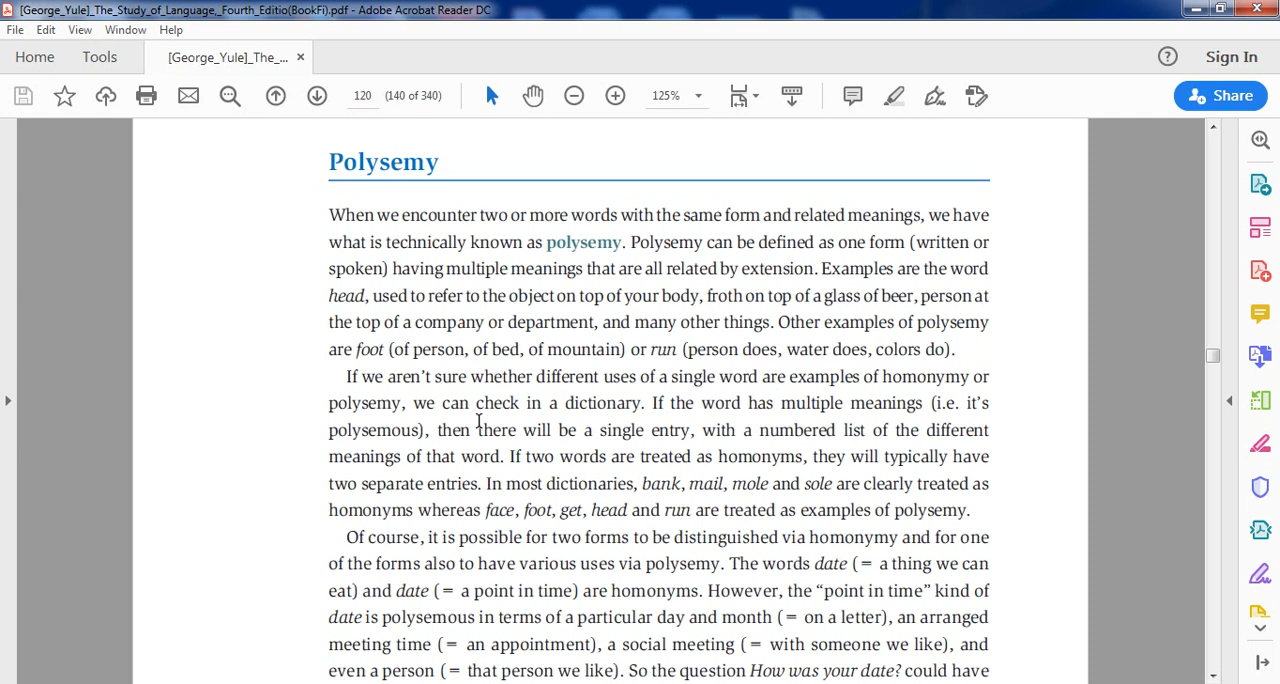 [George_Yule]_The_Study_of_Language,_Fourth_Editio(BookFi).pdf - Adobe Acrobat Reader DC
File Edit View Window Help
Home Tools [George_Yule]_The_... × Sign In
120 (140 of 340) 125% Share
Polysemy
When we encounter two or more words with the same form and related meanings, we have
what is technically known as polysemy. Polysemy can be defined as one form (written or
spoken) having multiple meanings that are all related by extension. Examples are the word
head, used to refer to the object on top of your body, froth on top of a glass of beer, person at
the top of a company or department, and many other things. Other examples of polysemy
are foot (of person, of bed, of mountain) or run (person does, water does, colors do).
If we aren't sure whether different uses of a single word are examples of homonymy or
polysemy, we can check in a dictionary. If the word has multiple meanings (i.e. it's
polysemous), then there will be a single entry, with a numbered list of the different
meanings of that word. If two words are treated as homonyms, they will typically have
two separate entries. In most dictionaries, bank, mail, mole and sole are clearly treated as
homonyms whereas face, foot, get, head and run are treated as examples of polysemy.
Of course, it is possible for two forms to be distinguished via homonymy and for one
of the forms also to have various uses via polysemy. The words date (= a thing we can
eat) and date (= a point in time) are homonyms. However, the "point in time" kind of
date is polysemous in terms of a particular day and month (= on a letter), an arranged
meeting time (= an appointment), a social meeting (= with someone we like), and
even a person (= that person we like). So the question How was your date? could have